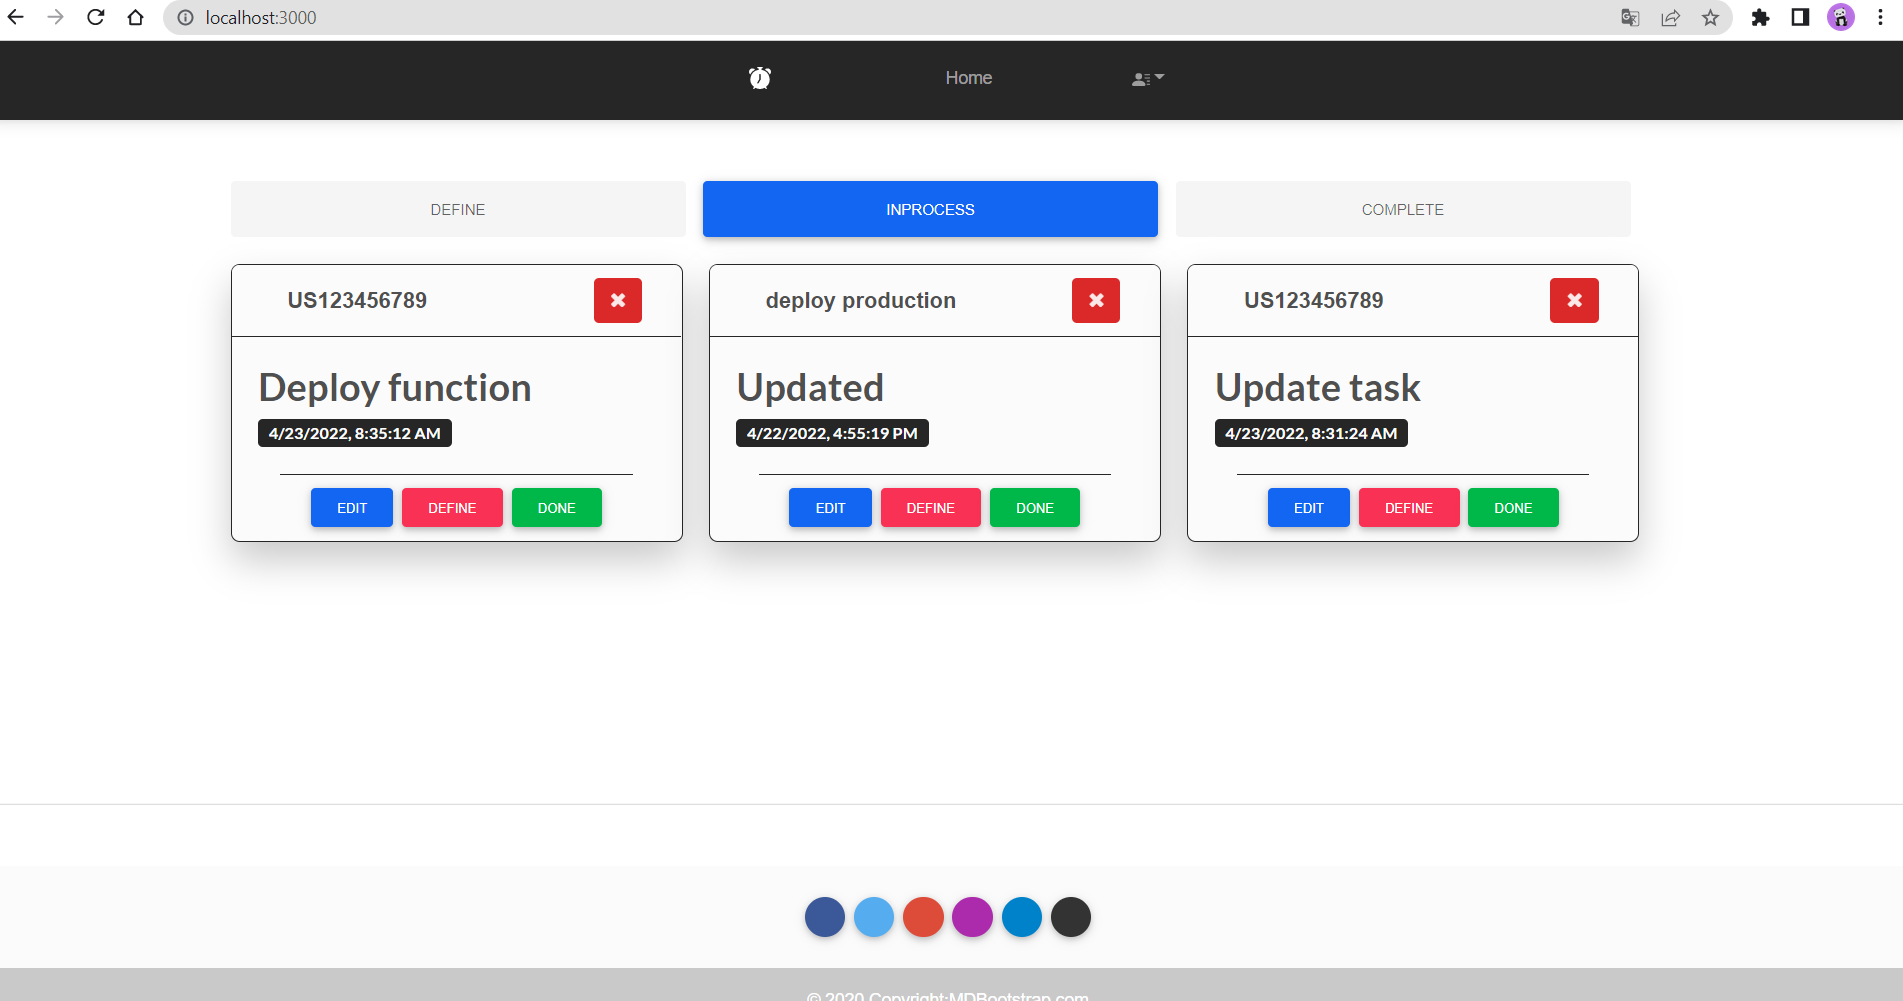 localhost:3000
Home
DEFINE
INPROCESS
COMPLETE
US123456789
deploy production
US123456789
Deploy function
Updated
Update task
4/23/2022, 8:35:12 AM
4/22/2022, 4:55:19 PM
4/23/2022, 8:31:24 AM
EDIT DEFINE DONE
EDIT DEFINE DONE
EDIT DEFINE DONE
© 2020 Copyright:MDBootstrap.com